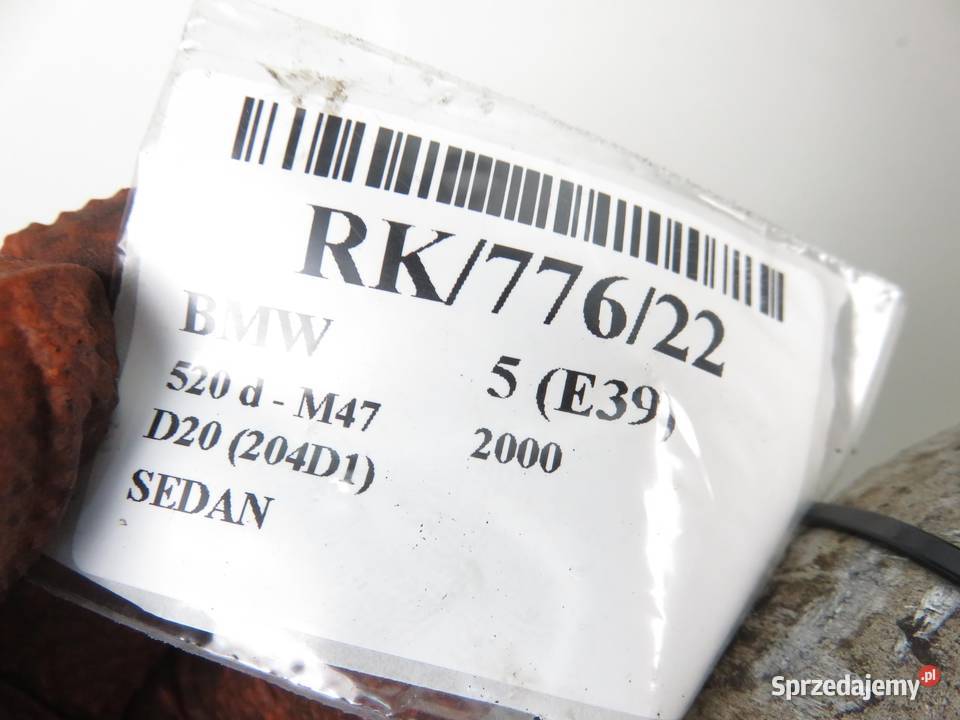 RK/776/22
BMW 5 (E39)
520 d - M47 2000
D20 (204D1)
SEDAN
Sprzedajemy.pl